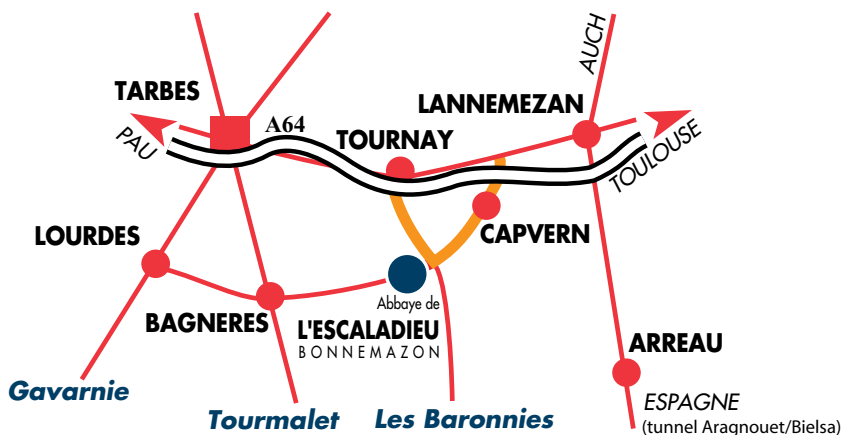 AUCH
TARBES
LANNEMEZAN
A64
TOURNAY
PAU
TOULOUSE
LOURDES
CAPVERN
Abbaye de
L'ESCALADIEU
BONNEMAZON
BAGNERES
ARREAU
Gavarnie
Tourmalet
Les Baronnies
ESPAGNE
(tunnel Aragnouet/Bielsa)